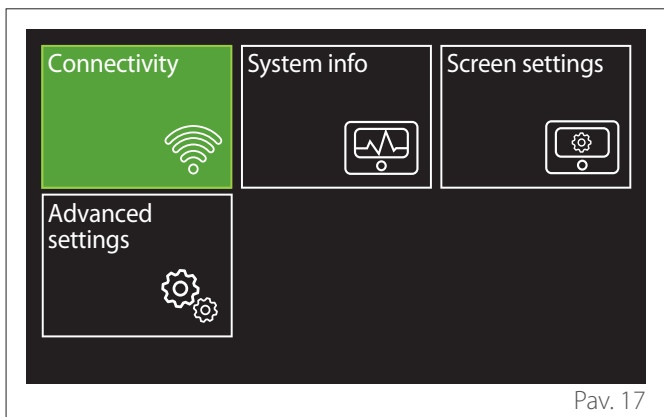 Connectivity
System info
Screen settings
Advanced
settings
Pav. 17